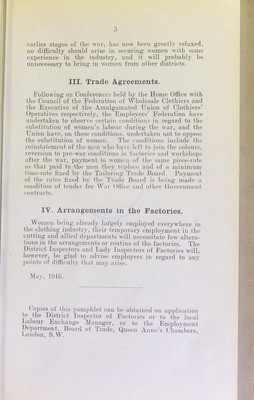 3
earlier stages of the war, has now been greatly relaxed,
no difficulty should arise in securing women with some
experience in the industry, and it will probably be
unnecessary to bring in women from other districts.
III. Trade Agreements.
Following on Conferences held by the Home Office with
the Council of the Federation of Wholesale Clothiers and
the Executive of the Amalgamated Union of Clothiers'
Operatives respectively, the Employers' Federation have
undertaken to observe certain conditions in regard to the
substitution of women's labour during the war, and the
Union have, on these conditions, undertaken not to oppose
the substitution of women. The conditions include the
reinstatement of the men who have left to join the colours,
reversion to pre-war conditions in factories and workshops
after the war, payment to women of the same piece-rate
as that paid to the men they replace and of a minimum
time-rate fixed by the Tailoring Trade Board. Payment
of the rates fixed by the Trade Board is being made a
condition of tender for War Office and other Government
contracts.
IV. Arrangements in the Factories.
Women being already largely employed everywhere in
the clothing industry, their temporary employment in the
cutting and allied departments will necessitate few altera-
tions in the arrangements or routine of the factories. The
District Inspectors and Lady Inspectors of Factories will,
however, be glad to advise employers in regard to any
points of difficulty that may arise.
May, 1916.
Copies of this pamphlet can be obtained on application
to the District Inspector of Factories or to the local
Labour Exchange Manager, or to the Employment
Department, Board of Trade, Queen Anne's Chambers,
London, S.W.